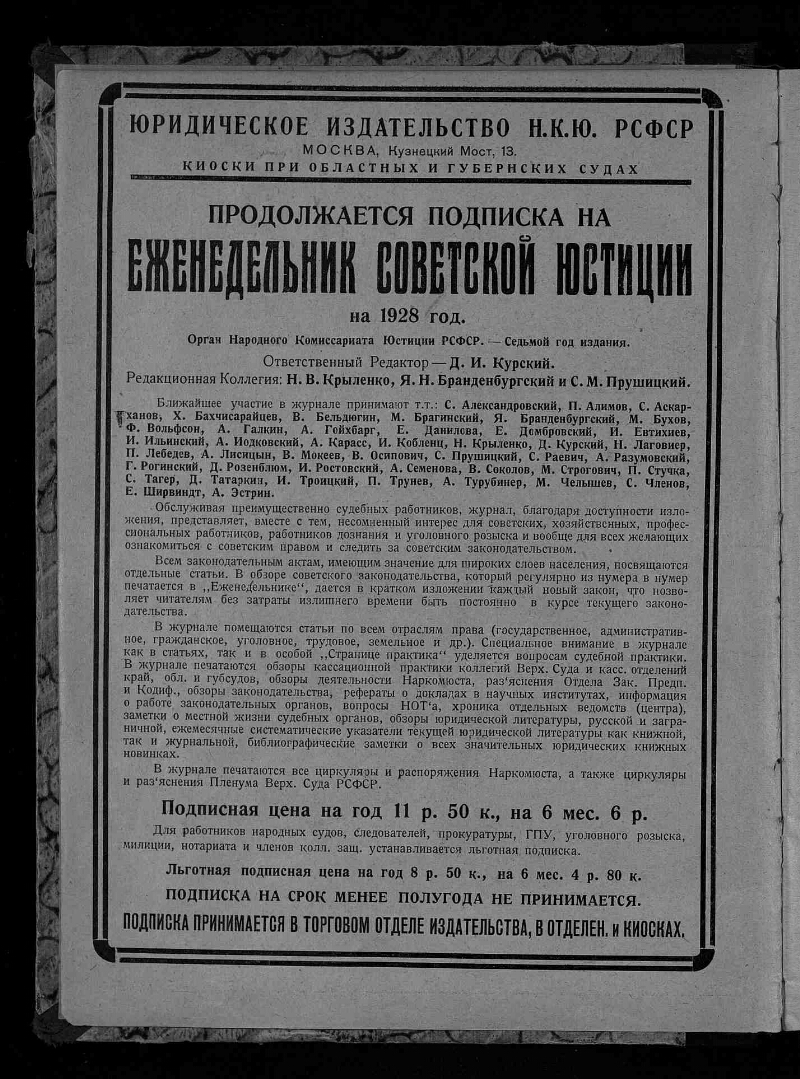 ЮРИДИЧЕСКОЕ ИЗДАТЕЛЬСТВО Н.К.Ю. РСФСР
МОСКВА, Кузнецкий Мост, 13.
КИОСКИ ПРИ ОБЛАСТНЫХ И ГУБЕРНСКИХ СУДАХ
ПРОДОЛЖАЕТСЯ ПОДПИСКА НА
ЕЖЕНЕДЕЛЬНИК СОВЕТСКОЙ ЮСТИЦИИ
на 1928 год.
Орган Народного Комиссариата Юстиции РСФСР. — Седьмой год издания.
Ответственный Редактор — Д. И. Курский.
Редакционная Коллегия: Н. В. Крыленко, Я. Н. Бранденбургский и С. М. Прушицкий.
Ближайшее участие в журнале принимают т.т.: С. Александровский, П. Алимов, С. Аскар-
ханов, Х. Бахчисарайцев, В. Бельдюгин, М. Брагинский, Я. Бранденбургский, М. Бухов,
Ф. Вольфсон, А. Галкин, А. Гойхбарг, Е. Данилова, Е. Домбровский, И. Евтихиев,
И. Ильинский, А. Иодковский, А. Карасс, И. Кобленц, Н. Крыленко, Д. Курский, Н. Лаговиер,
П. Лебедев, А. Лисицын, В. Мокеев, В. Осипович, С. Прушицкий, С. Раевич, А. Разумовский,
Г. Рогинский, Д. Розенблюм, И. Ростовский, А. Семенова, В. Соколов, М. Строгович, П. Стучка,
С. Тагер, Д. Татаркин, И. Троицкий, П. Трунев, А. Турубинер, М. Челышев, С. Членов,
Е. Ширвиндт, А. Эстрин.
Обслуживая преимущественно судебных работников, журнал, благодаря доступности изло-
жения, представляет, вместе с тем, несомненный интерес для советских, хозяйственных, профес-
сиональных работников, работников дознания и уголовного розыска и вообще для всех желающих
ознакомиться с советским правом и следить за советским законодательством.
Всем законодательным актам, имеющим значение для широких слоев населения, посвящаются
отдельные статьи. В обзоре советского законодательства, который регулярно из нумера в нумер
печатается в „Еженедельнике“, дается в кратком изложении каждый новый закон, что позво-
ляет читателям без затраты излишнего времени быть постоянно в курсе текущего законо-
дательства.
В журнале помещаются статьи по всем отраслям права (государственное, административ-
ное, гражданское, уголовное, трудовое, земельное и др.). Специальное внимание в журнале
как в статьях, так и в особой „Странице практика“ уделяется вопросам судебной практики.
В журнале печатаются обзоры кассационной практики коллегий Верх. Суда и касс. отделений
край, обл. и губсудов, обзоры деятельности Наркомюста, раз'яснения Отдела Зак. Предп.
и Кодиф., обзоры законодательства, рефераты о докладах в научных институтах, информация
о работе законодательных органов, вопросы НОТ'а, хроника отдельных ведомств (центра),
заметки о местной жизни судебных органов, обзоры юридической литературы, русской и загра-
ничной, ежемесячные систематические указатели текущей юридической литературы как книжной,
так и журнальной, библиографические заметки о всех значительных юридических книжных
новинках.
В журнале печатаются все циркуляры и распоряжения Наркомюста, а также циркуляры
и раз'яснения Пленума Верх. Суда РСФСР.
Подписная цена на год 11 р. 50 к., на 6 мес. 6 р.
Для работников народных судов, следователей, прокуратуры, ГПУ, уголовного розыска,
милиции, нотариата и членов колл. защ. устанавливается льготная подписка.
Льготная подписная цена на год 8 р. 50 к., на 6 мес. 4 р. 80 к.
ПОДПИСКА НА СРОК МЕНЕЕ ПОЛУГОДА НЕ ПРИНИМАЕТСЯ.
ПОДПИСКА ПРИНИМАЕТСЯ В ТОРГОВОМ ОТДЕЛЕ ИЗДАТЕЛЬСТВА, В ОТДЕЛЕН. и КИОСКАХ.